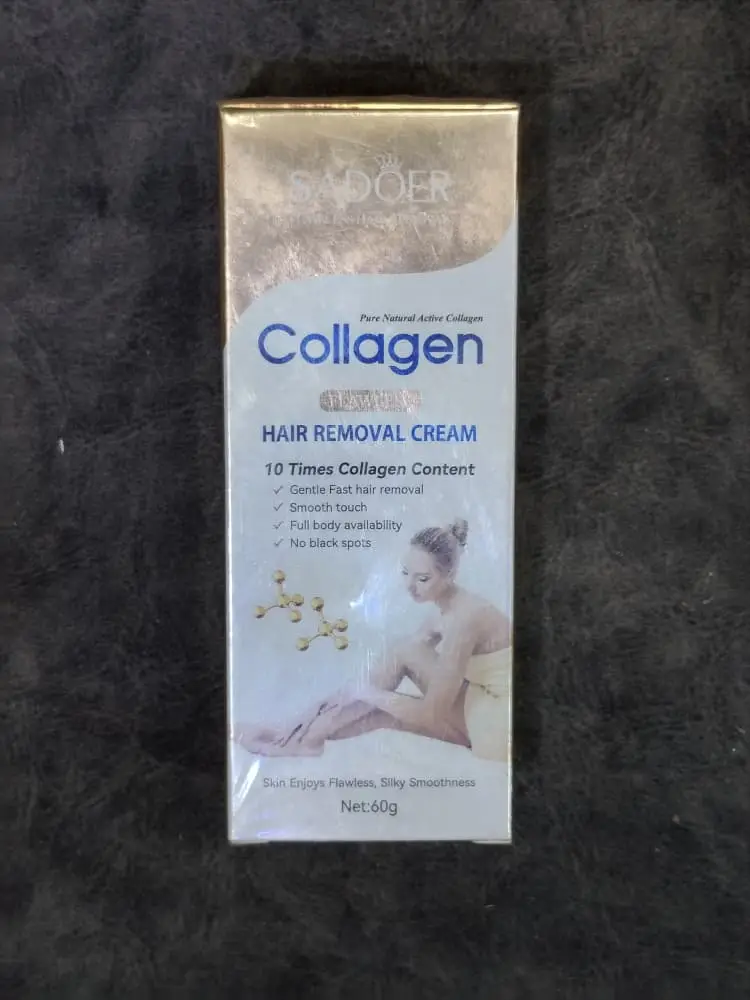 SADOER
Pure Natural Active Collagen
Collagen
FLAWLESS
HAIR REMOVAL CREAM
10 Times Collagen Content
✓ Gentle Fast hair removal
✓ Smooth touch
✓ Full body availability
✓ No black spots
Skin Enjoys Flawless, Silky Smoothness
Net:60g